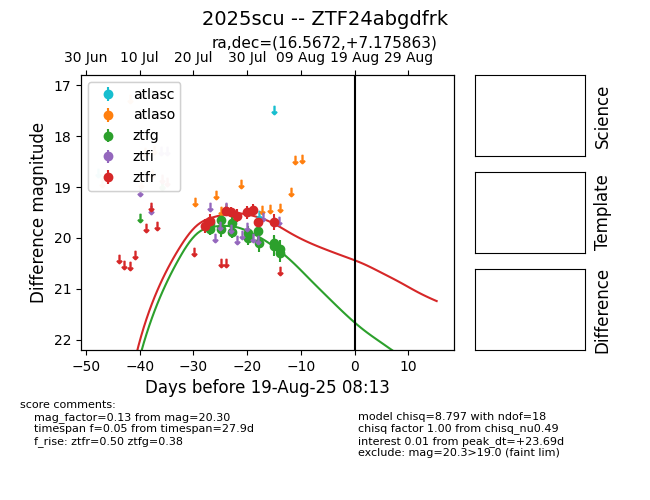 2025scu -- ZTF24abgdfrk
ra,dec=(16.5672,+7.175863)
30 Jun 10 Jul 20 Jul 30 Jul 09 Aug 19 Aug 29 Aug
atlasc
atlaso
ztfg
ztfi
ztfr
17
18
19
20
21
22
Difference magnitude
−50 −40 −30 −20 −10 0 10
Days before 19-Aug-25 08:13
Science
Template
Difference
score comments:
mag_factor=0.13 from mag=20.30
timespan f=0.05 from timespan=27.9d
f_rise: ztfr=0.50 ztfg=0.38
model chisq=8.797 with ndof=18
chisq factor 1.00 from chisq_nu0.49
interest 0.01 from peak_dt=+23.69d
exclude: mag=20.3>19.0 (faint lim)